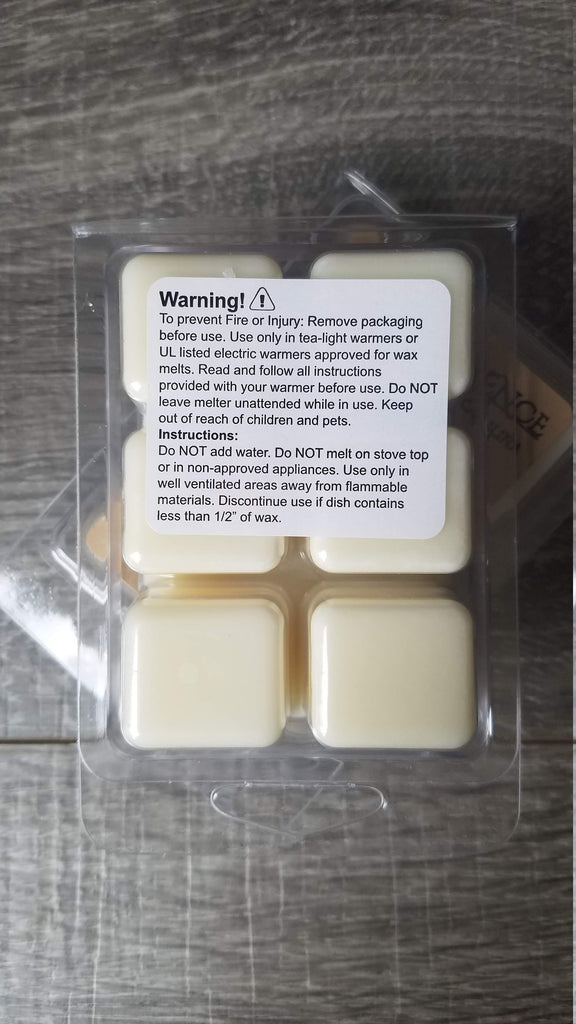 Warning!
To prevent Fire or Injury: Remove packaging
before use. Use only in tea-light warmers or
UL listed electric warmers approved for wax
melts. Read and follow all instructions
provided with your warmer before use. Do NOT
leave melter unattended while in use. Keep
out of reach of children and pets.
Instructions:
Do NOT add water. Do NOT melt on stove top
or in non-approved appliances. Use only in
well ventilated areas away from flammable
materials. Discontinue use if dish contains
less than 1/2” of wax.